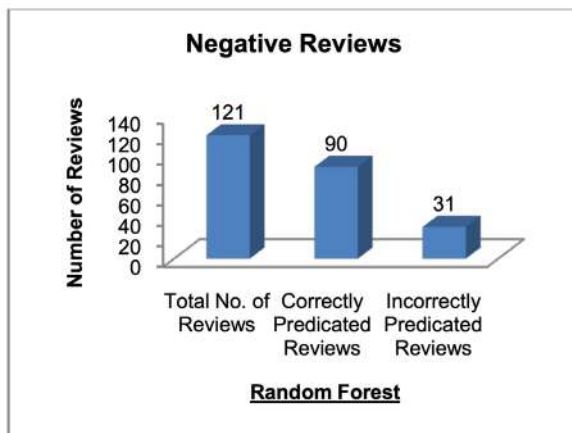 Negative Reviews
Number of Reviews
140
120
100
80
60
40
20
0
121
90
31
Total No. of
Reviews
Correctly
Predicated
Reviews
Incorrectly
Predicated
Reviews
Random Forest